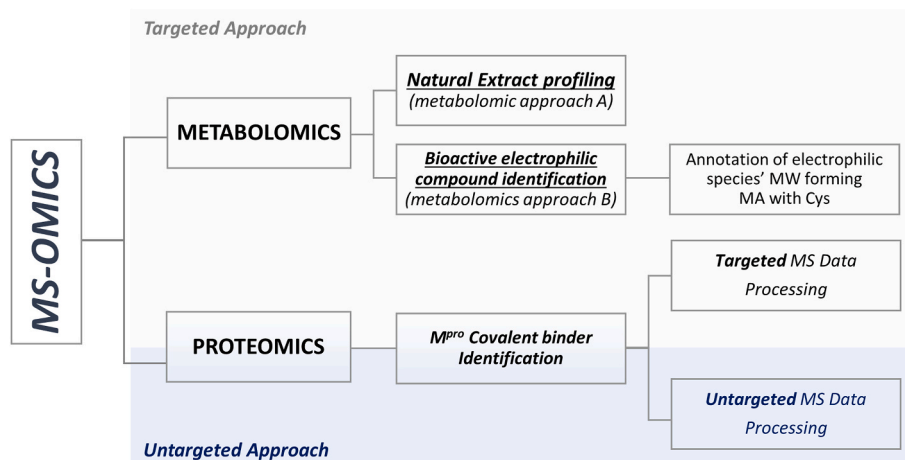 Targeted Approach
MS-OMICS
METABOLOMICS
Natural Extract profiling
(metabolomic approach A)
Bioactive electrophilic
compound identification
(metabolomics approach B)
Annotation of electrophilic
species’ MW forming
MA with Cys
PROTEOMICS
Mᵖʳᵒ Covalent binder
Identification
Targeted MS Data
Processing
Untargeted MS Data
Processing
Untargeted Approach